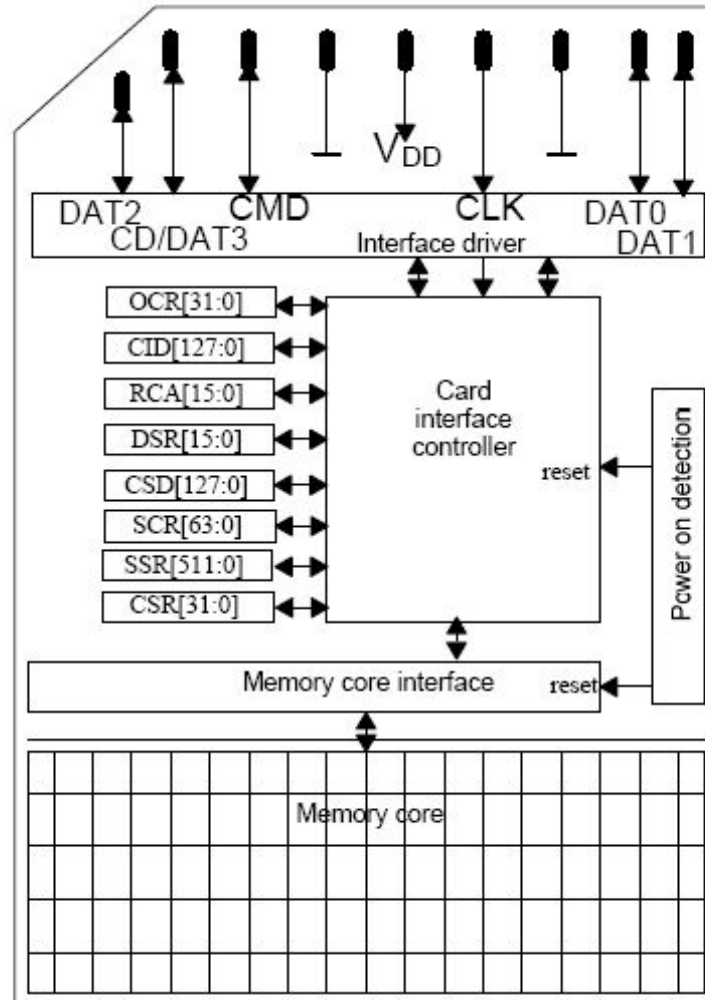 VDD
DAT2 CMD CLK DAT0
CD/DAT3 Interface driver DAT1
OCR[31:0]
CID[127:0]
RCA[15:0]
DSR[15:0]
CSD[127:0]
SCR[63:0]
SSR[511:0]
CSR[31:0]
Card
interface
controller
reset
Power on detection
Memory core interface reset
Memory core